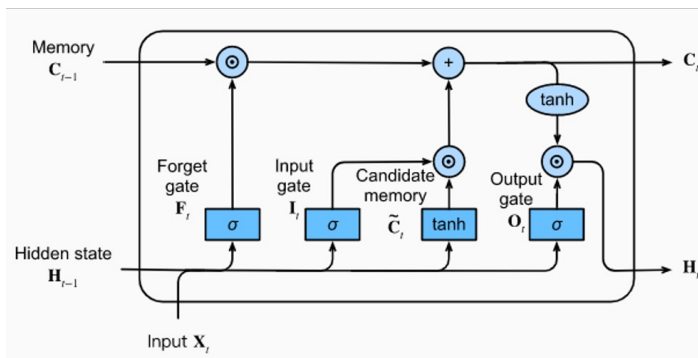 Memory
C_{t-1}
C_t
tanh
Forget
gate
F_t
Input
gate
I_t
Candidate
memory
C̃_t
Output
gate
O_t
σ
σ
tanh
σ
Hidden state
H_{t-1}
H_t
Input X_t